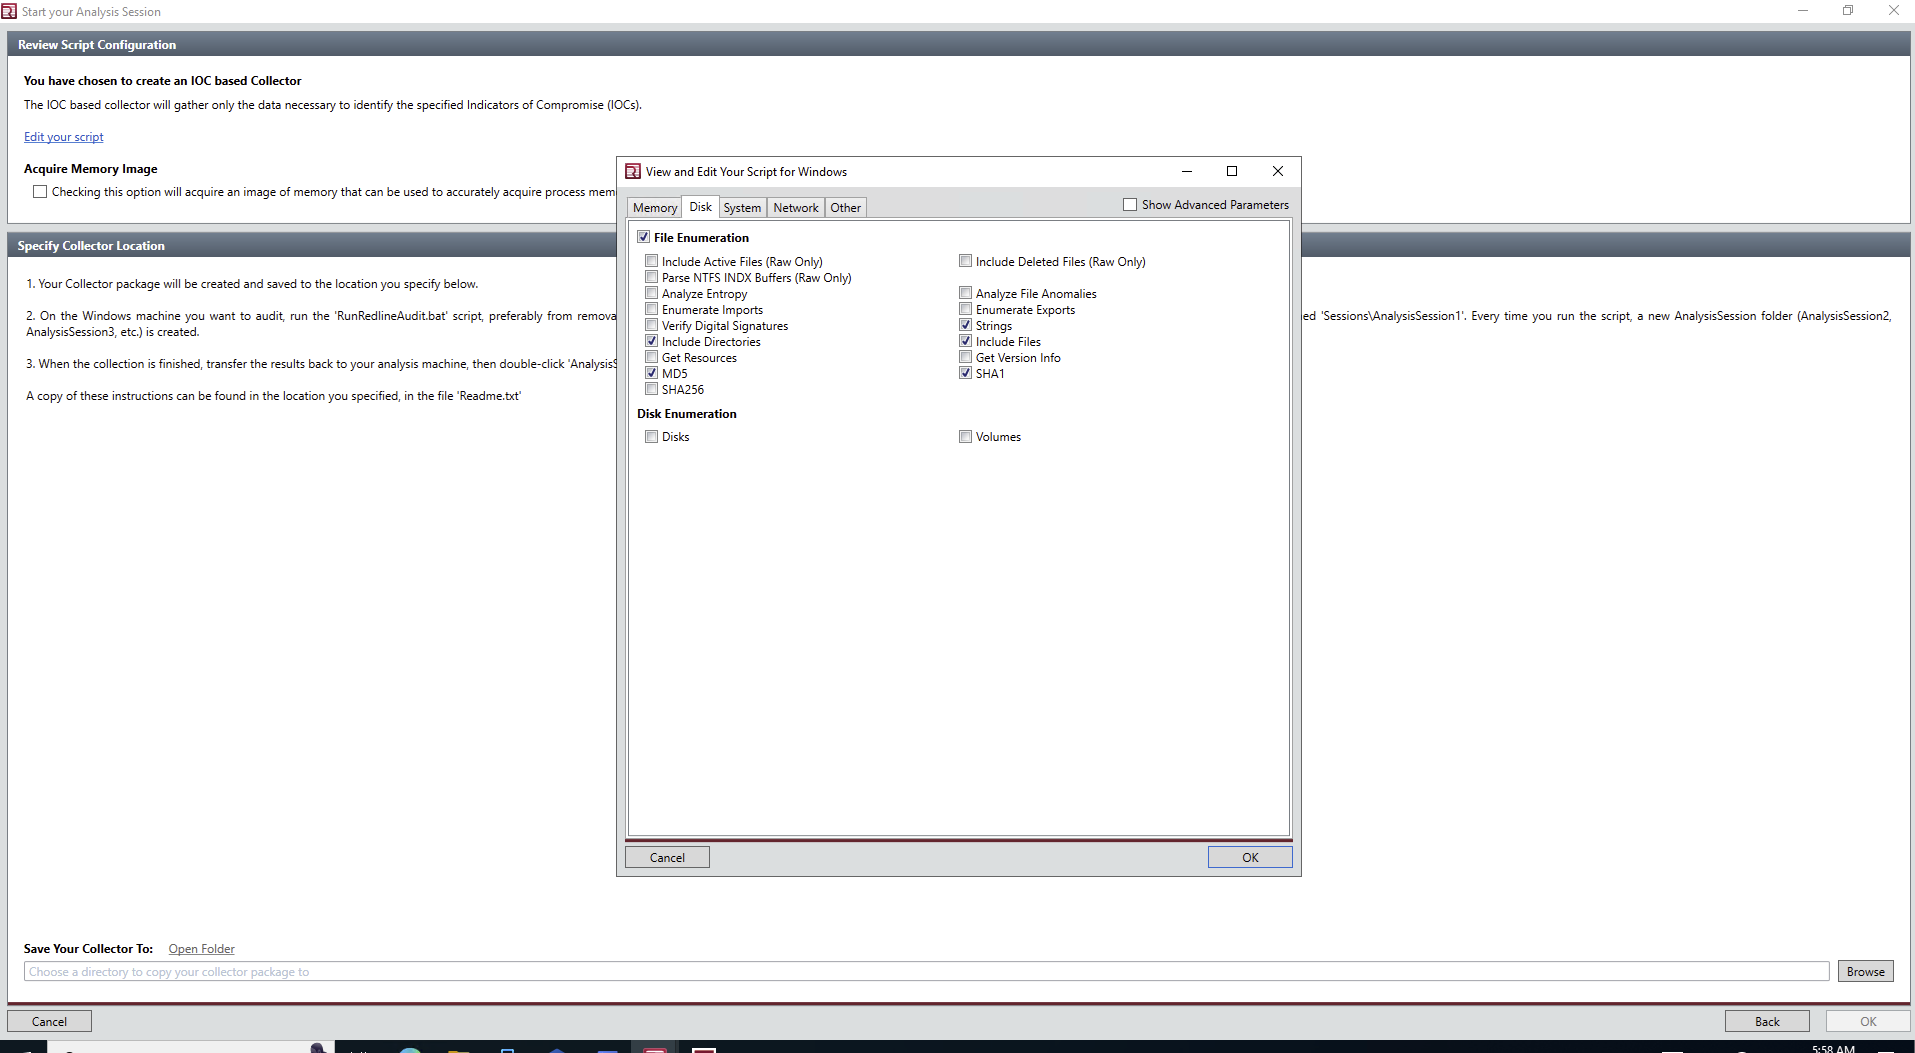 Start your Analysis Session
Review Script Configuration
You have chosen to create an IOC based Collector
The IOC based collector will gather only the data necessary to identify the specified Indicators of Compromise (IOCs).
Edit your script
Acquire Memory Image
Checking this option will acquire an image of memory that can be used to accurately acquire process mem
Specify Collector Location
1. Your Collector package will be created and saved to the location you specify below.
2. On the Windows machine you want to audit, run the 'RunRedlineAudit.bat' script, preferably from remova
ed 'Sessions\AnalysisSession1'. Every time you run the script, a new AnalysisSession folder (AnalysisSession2,
AnalysisSession3, etc.) is created.
3. When the collection is finished, transfer the results back to your analysis machine, then double-click 'AnalysisS
A copy of these instructions can be found in the location you specified, in the file 'Readme.txt'
View and Edit Your Script for Windows
Memory Disk System Network Other
Show Advanced Parameters
File Enumeration
Include Active Files (Raw Only) Include Deleted Files (Raw Only)
Parse NTFS INDX Buffers (Raw Only)
Analyze Entropy Analyze File Anomalies
Enumerate Imports Enumerate Exports
Verify Digital Signatures Strings
Include Directories Include Files
Get Resources Get Version Info
MD5 SHA1
SHA256
Disk Enumeration
Disks Volumes
Cancel OK
Save Your Collector To: Open Folder
Choose a directory to copy your collector package to
Browse
Cancel Back OK
5:58 AM